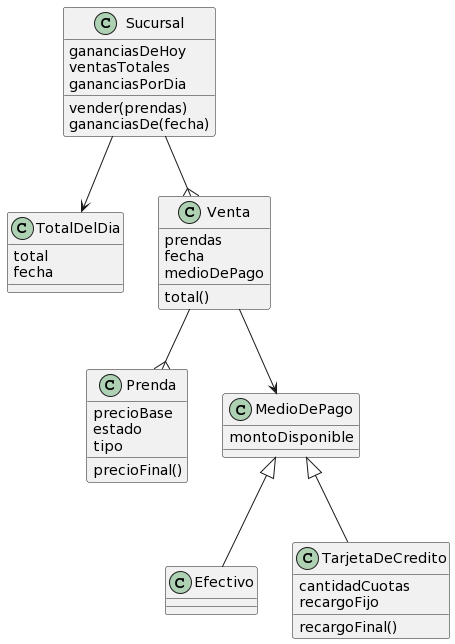 C Sucursal
gananciasDeHoy
ventasTotales
gananciasPorDia
vender(prendas)
gananciasDe(fecha)
C TotalDelDia
total
fecha
C Venta
prendas
fecha
medioDePago
total()
C Prenda
precioBase
estado
tipo
precioFinal()
C MedioDePago
montoDisponible
C Efectivo
C TarjetaDeCredito
cantidadCuotas
recargoFijo
recargoFinal()